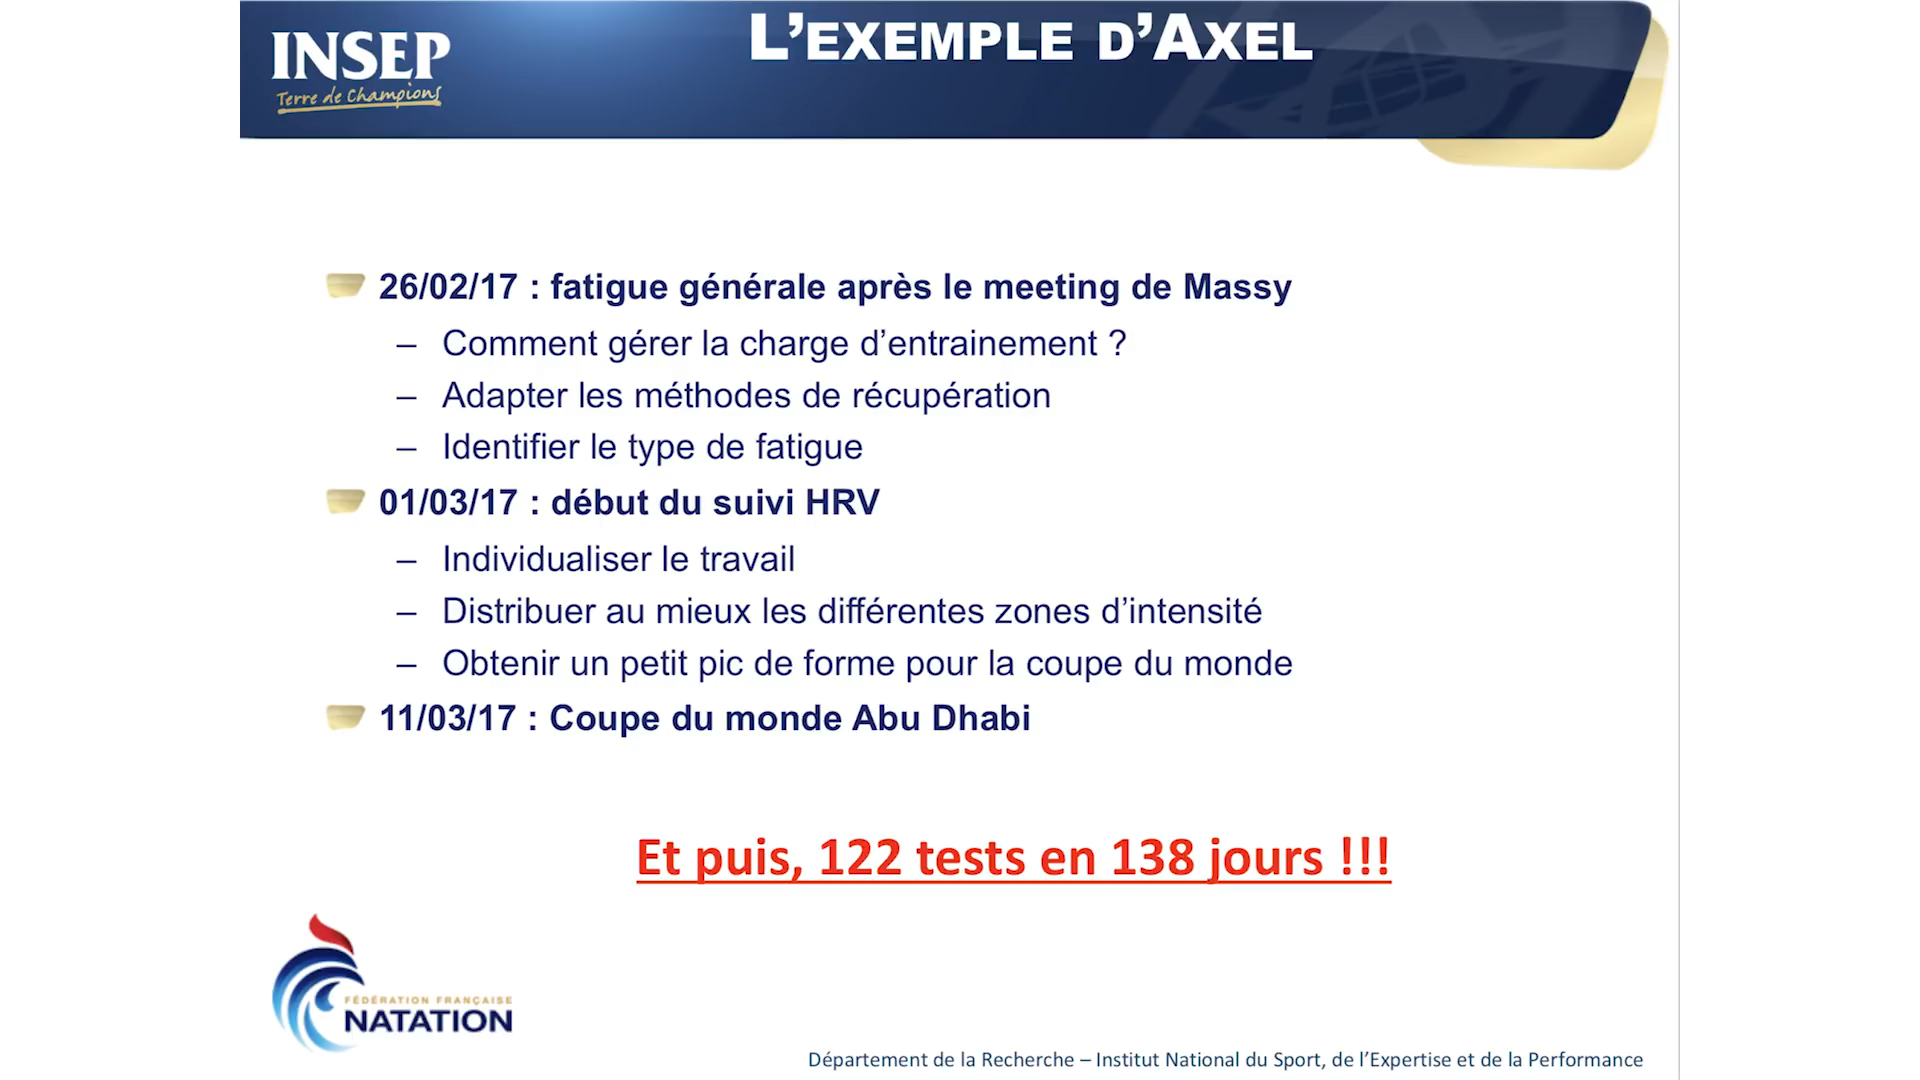 INSEP
Terre de Champions
L'EXEMPLE D'AXEL
26/02/17 : fatigue générale après le meeting de Massy
– Comment gérer la charge d'entrainement ?
– Adapter les méthodes de récupération
– Identifier le type de fatigue
01/03/17 : début du suivi HRV
– Individualiser le travail
– Distribuer au mieux les différentes zones d'intensité
– Obtenir un petit pic de forme pour la coupe du monde
11/03/17 : Coupe du monde Abu Dhabi
Et puis, 122 tests en 138 jours !!!
FÉDÉRATION FRANÇAISE
NATATION
Département de la Recherche – Institut National du Sport, de l'Expertise et de la Performance